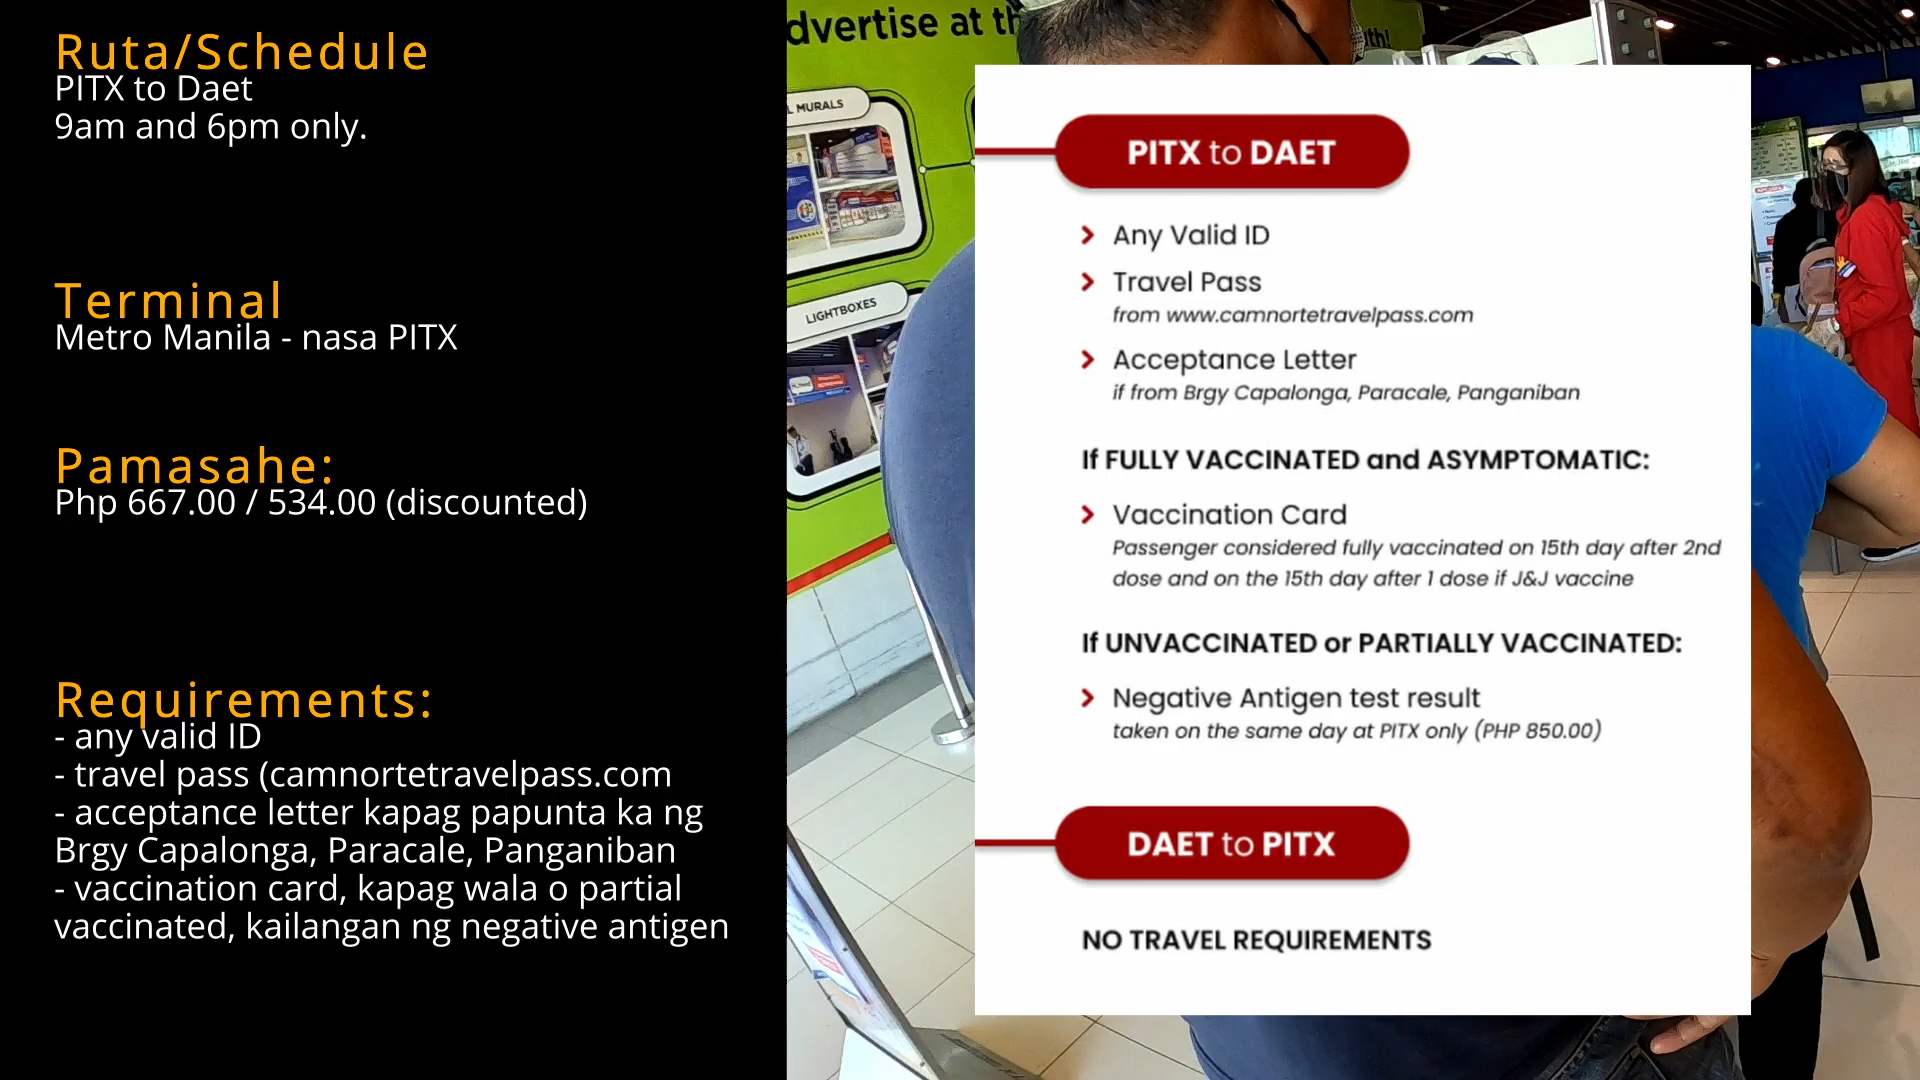 Ruta/Schedule
PITX to Daet
9am and 6pm only.
Terminal
Metro Manila - nasa PITX
Pamasahe:
Php 667.00 / 534.00 (discounted)
Requirements:
- any valid ID
- travel pass (camnortetravelpass.com
- acceptance letter kapag papunta ka ng
Brgy Capalonga, Paracale, Panganiban
- vaccination card, kapag wala o partial
vaccinated, kailangan ng negative antigen
dvertise at th
L MURALS
LIGHTBOXES
PITX to DAET
Any Valid ID
Travel Pass
from www.camnortetravelpass.com
Acceptance Letter
if from Brgy Capalonga, Paracale, Panganiban
If FULLY VACCINATED and ASYMPTOMATIC:
Vaccination Card
Passenger considered fully vaccinated on 15th day after 2nd
dose and on the 15th day after 1 dose if J&J vaccine
If UNVACCINATED or PARTIALLY VACCINATED:
Negative Antigen test result
taken on the same day at PITX only (PHP 850.00)
DAET to PITX
NO TRAVEL REQUIREMENTS